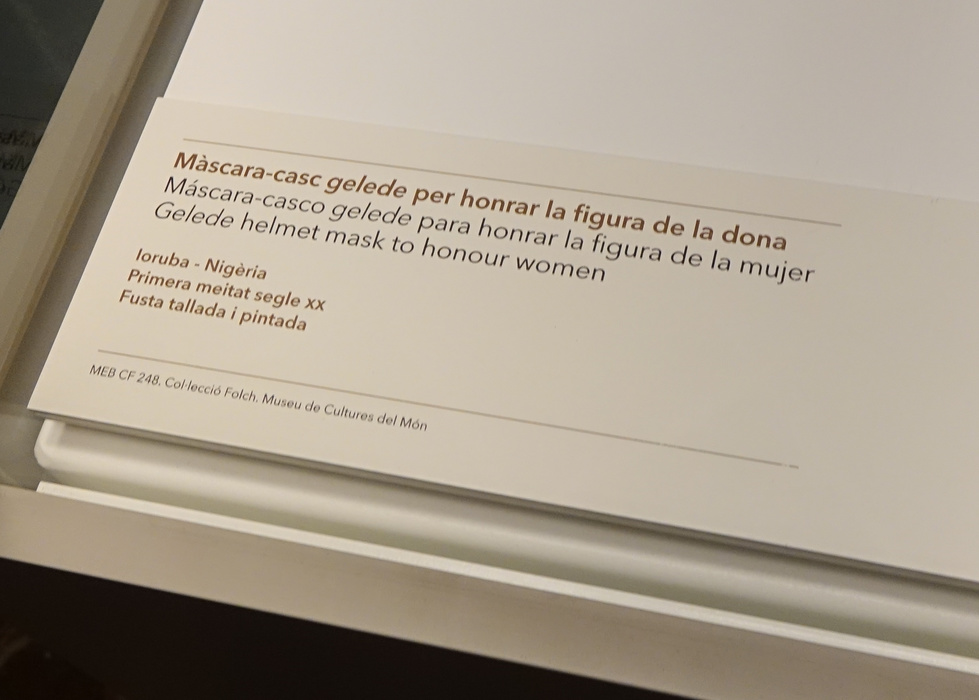 Màscara-casc gelede per honrar la figura de la dona
Máscara-casco gelede para honrar la figura de la mujer
Gelede helmet mask to honour women
Ioruba - Nigèria
Primera meitat segle XX
Fusta tallada i pintada
MEB CF 248. Col·lecció Folch. Museu de Cultures del Món